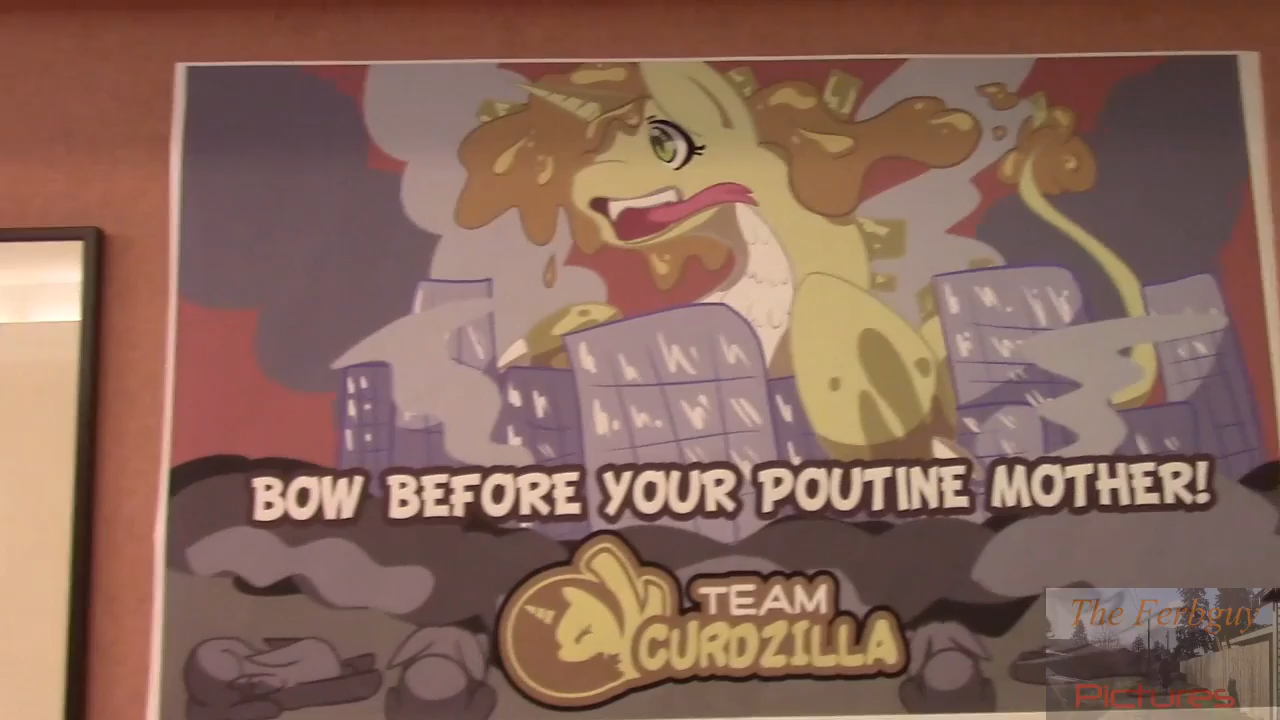 BOW BEFORE YOUR POUTINE MOTHER!
TEAM
CURDZILLA
The Ferbguy
Pictures